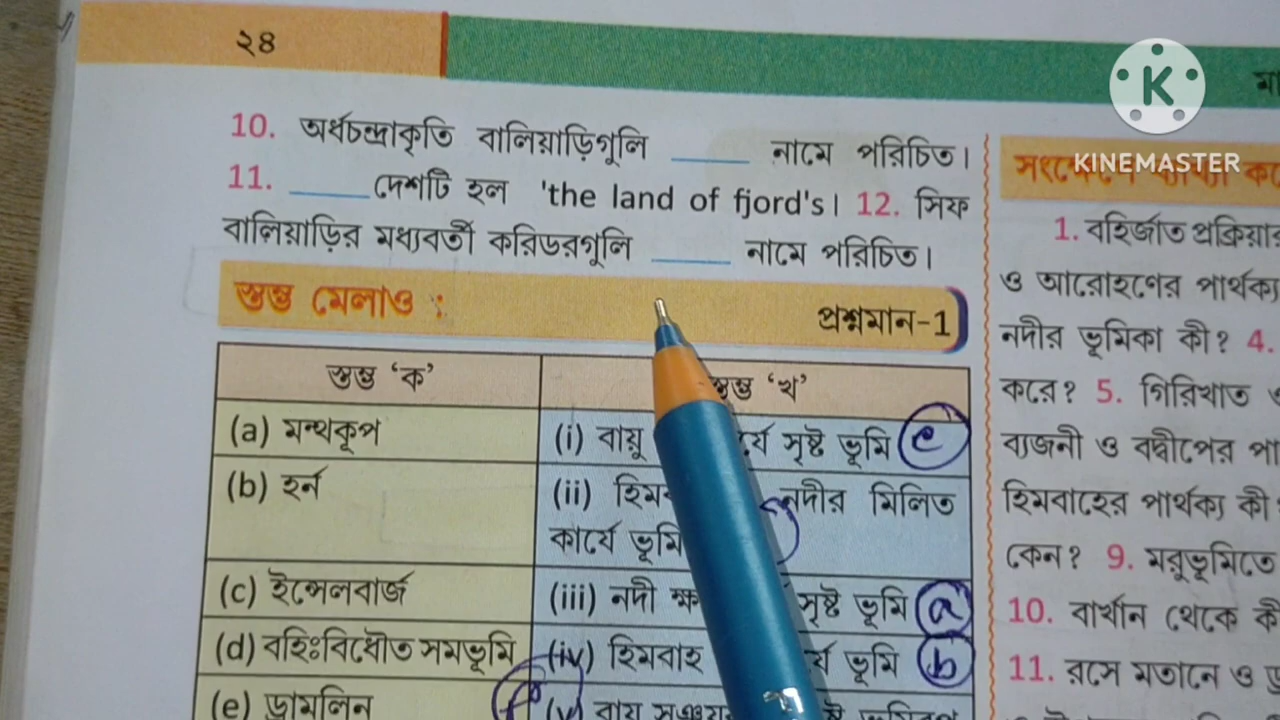 ২৪
মা
K
KINEMASTER
10. অর্ধচন্দ্রাকৃতি বালিয়াড়িগুলি ____ নামে পরিচিত।
11. ____ দেশটি হল 'the land of fjord's। 12. সিফ
বালিয়াড়ির মধ্যবর্তী করিডরগুলি ____ নামে পরিচিত।
স্তম্ভ মেলাও : প্রশ্নমান-1
স্তম্ভ ‘ক’ স্তম্ভ ‘খ’
(a) মন্থকূপ (i) বায়ু র্যে সৃষ্ট ভূমি e
(b) হর্ন (ii) হিমবা নদীর মিলিত
কার্যে ভূমি
(c) ইন্সেলবার্জ (iii) নদী ক্ষ সৃষ্ট ভূমি a
(d) বহিঃবিধৌত সমভূমি (iv) হিমবাহ র্য ভূমি b
(e) ড্রামলিন (v) বায়ু সঞ্চয়
1. বহির্জাত প্রক্রিয়ার
ও আরোহণের পার্থক্য
নদীর ভূমিকা কী? 4.
করে? 5. গিরিখাত ও
ব্যজনী ও বদ্বীপের পা
হিমবাহের পার্থক্য কী?
কেন? 9. মরুভূমিতে
10. বার্খান থেকে কী
11. রসে মতানে ও ড্র